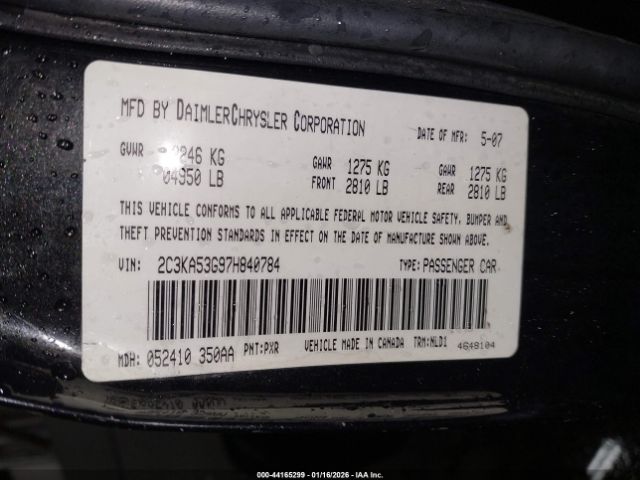 MFD BY DAIMLERCHRYSLER CORPORATION DATE OF MFR: 5-07
GVWR 2246 KG GAWR 1275 KG GAWR 1275 KG
04950 LB FRONT 2810 LB REAR 2810 LB
THIS VEHICLE CONFORMS TO ALL APPLICABLE FEDERAL MOTOR VEHICLE SAFETY, BUMPER AND
THEFT PREVENTION STANDARDS IN EFFECT ON THE DATE OF MANUFACTURE SHOWN ABOVE.
VIN: 2C3KA53G97H840784 TYPE: PASSENGER CAR
MDH: 052410 350AA PNT: PXR VEHICLE MADE IN CANADA TRM: NLD1 4648104
000-44165299 - 01/16/2026 - IAA Inc.